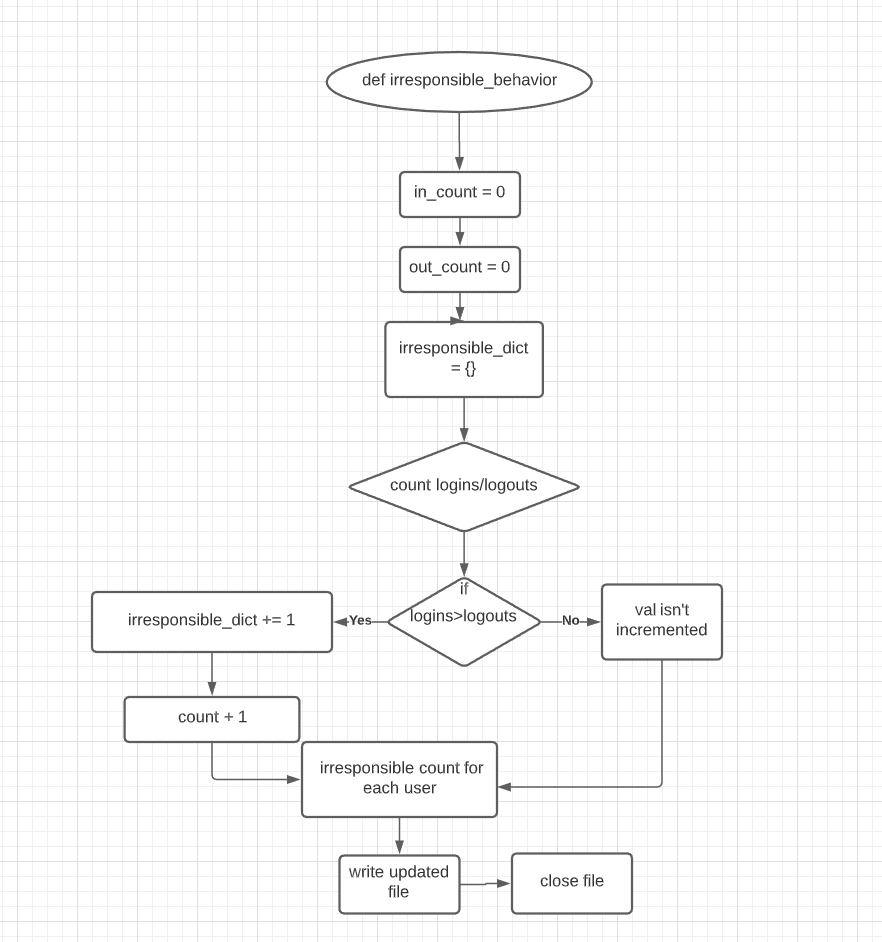 def irresponsible_behavior
in_count = 0
out_count = 0
irresponsible_dict
= {}
count logins/logouts
if
logins>logouts
Yes
No
irresponsible_dict += 1
val isn't
incremented
count + 1
irresponsible count for
each user
write updated
file
close file